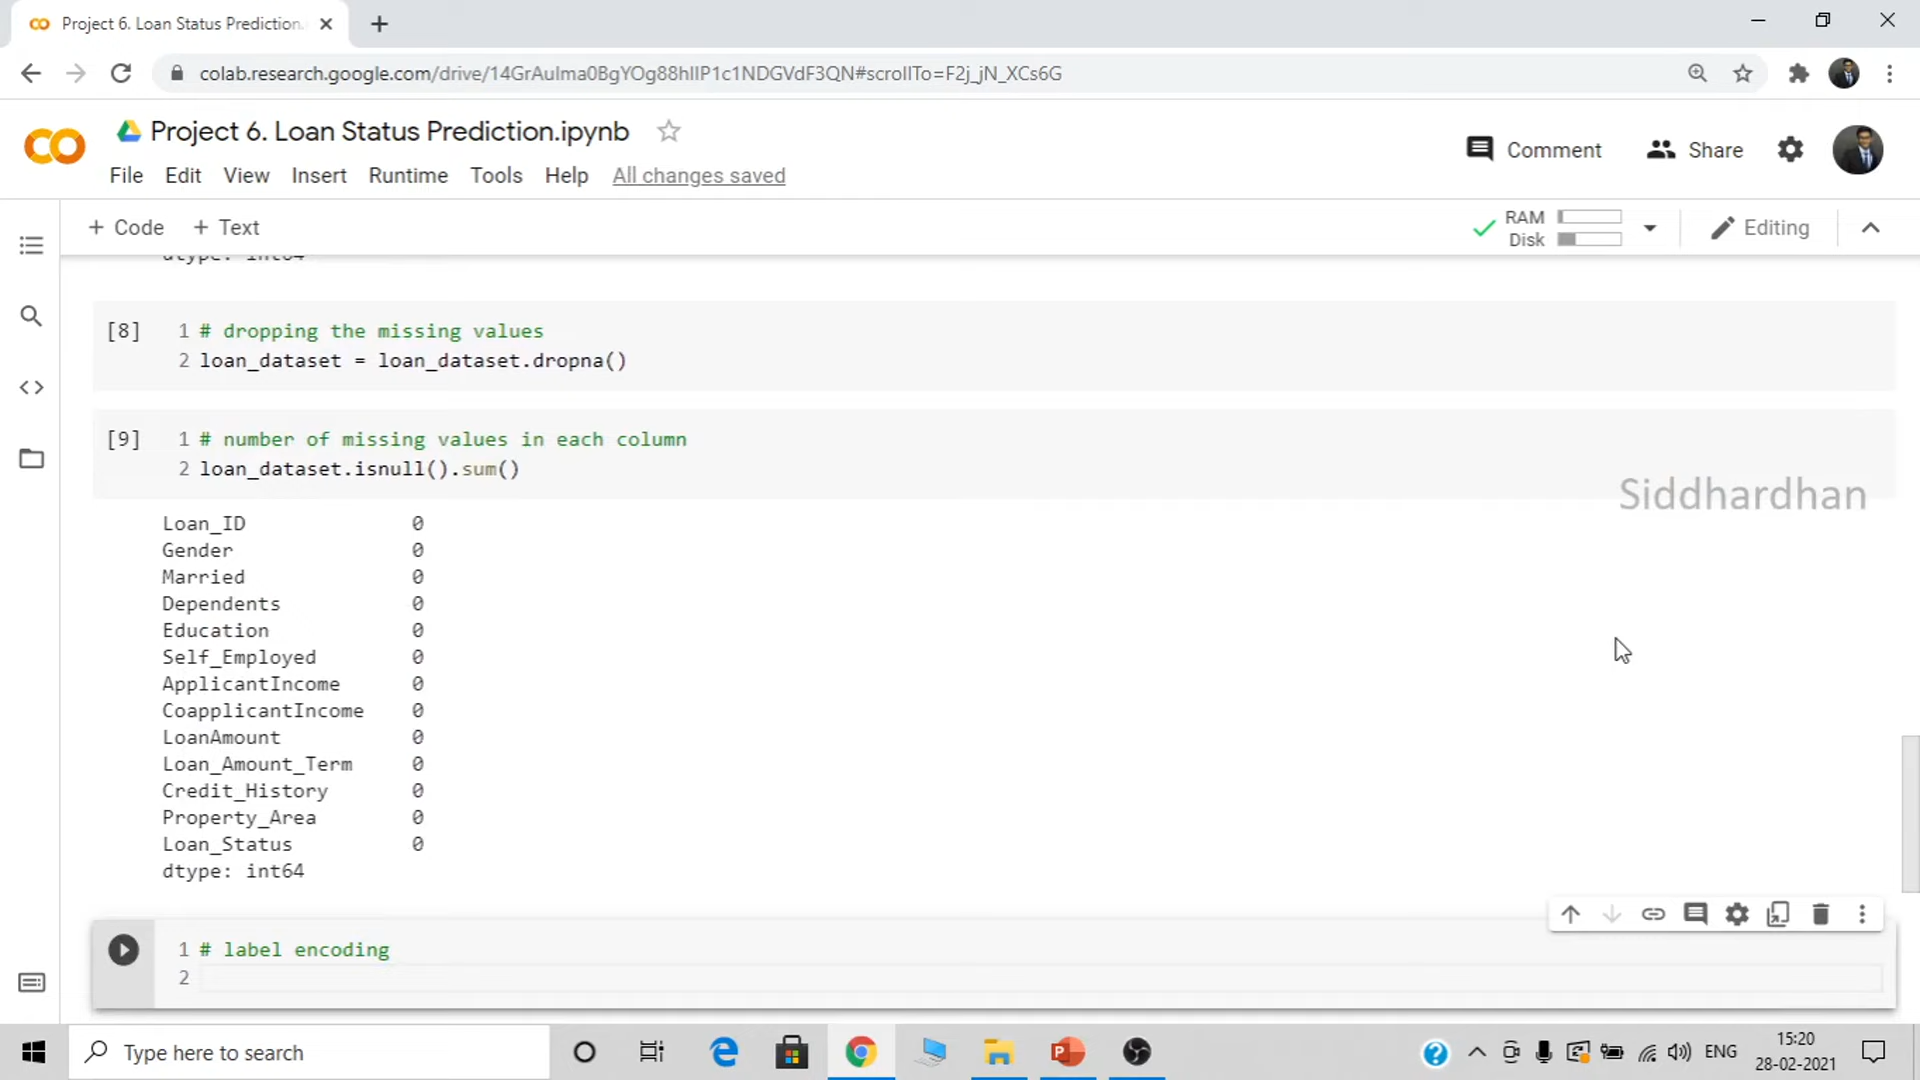 Project 6. Loan Status Prediction.
colab.research.google.com/drive/14GrAulma0BgYOg88hIlP1c1NDGVdF3QN#scrollTo=F2j_jN_XCs6G
Project 6. Loan Status Prediction.ipynb
Comment
Share
File Edit View Insert Runtime Tools Help All changes saved
+ Code + Text
RAM
Disk
Editing
dtype: int64
[8] 1 # dropping the missing values
2 loan_dataset = loan_dataset.dropna()
[9] 1 # number of missing values in each column
2 loan_dataset.isnull().sum()
Siddhardhan
Loan_ID 0
Gender 0
Married 0
Dependents 0
Education 0
Self_Employed 0
ApplicantIncome 0
CoapplicantIncome 0
LoanAmount 0
Loan_Amount_Term 0
Credit_History 0
Property_Area 0
Loan_Status 0
dtype: int64
1 # label encoding
2
Type here to search
ENG
15:20
28-02-2021